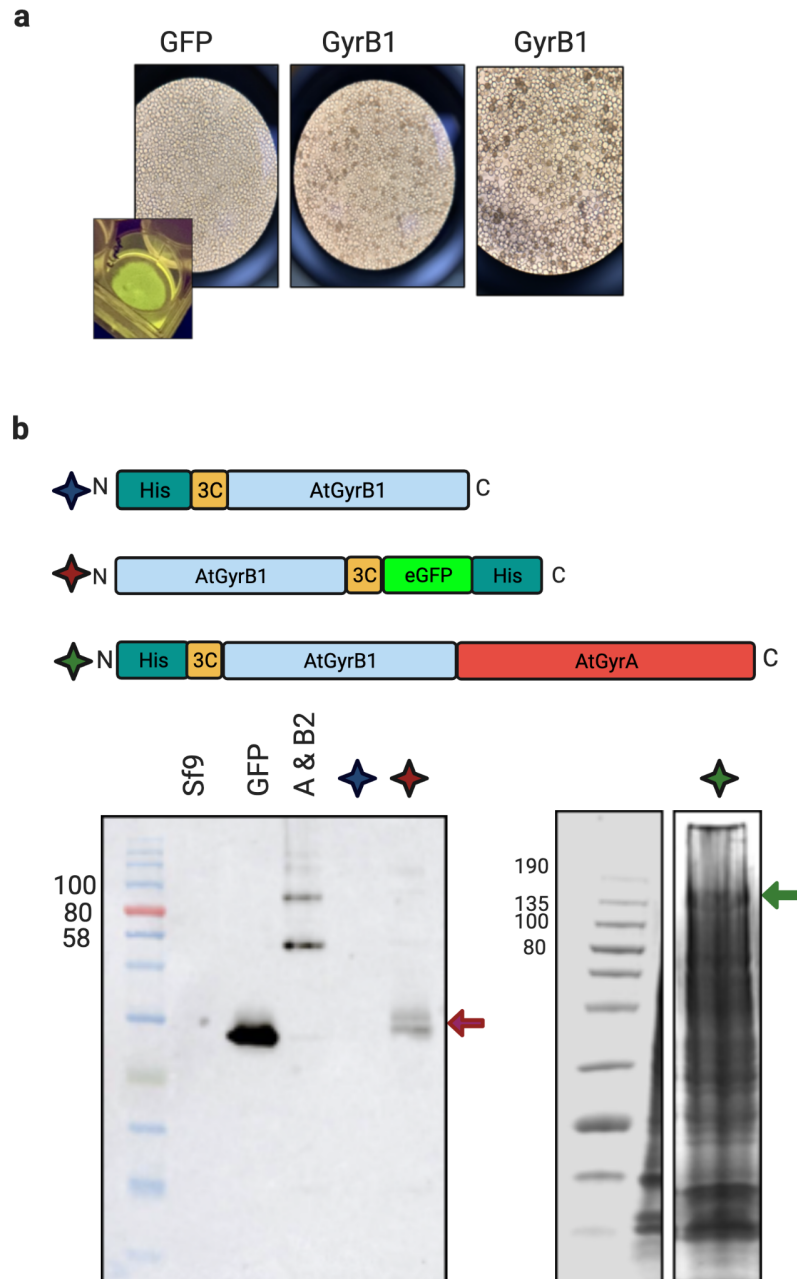 a
GFP GyrB1 GyrB1
b
N His 3C AtGyrB1 C
N AtGyrB1 3C eGFP His C
N His 3C AtGyrB1 AtGyrA C
Sf9 GFP A & B2
100
80
58
190
135
100
80